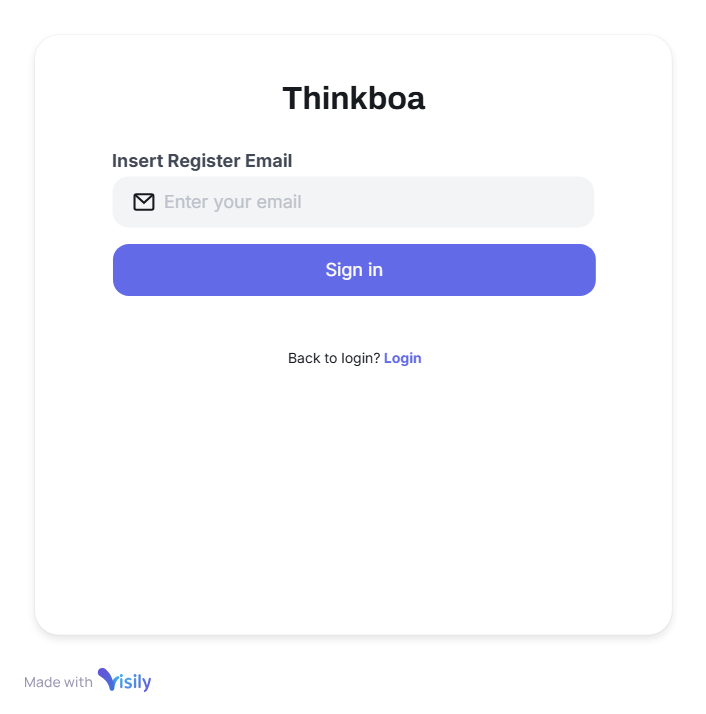 Thinkboa
Insert Register Email
Enter your email
Sign in
Back to login? Login
Made with Visily